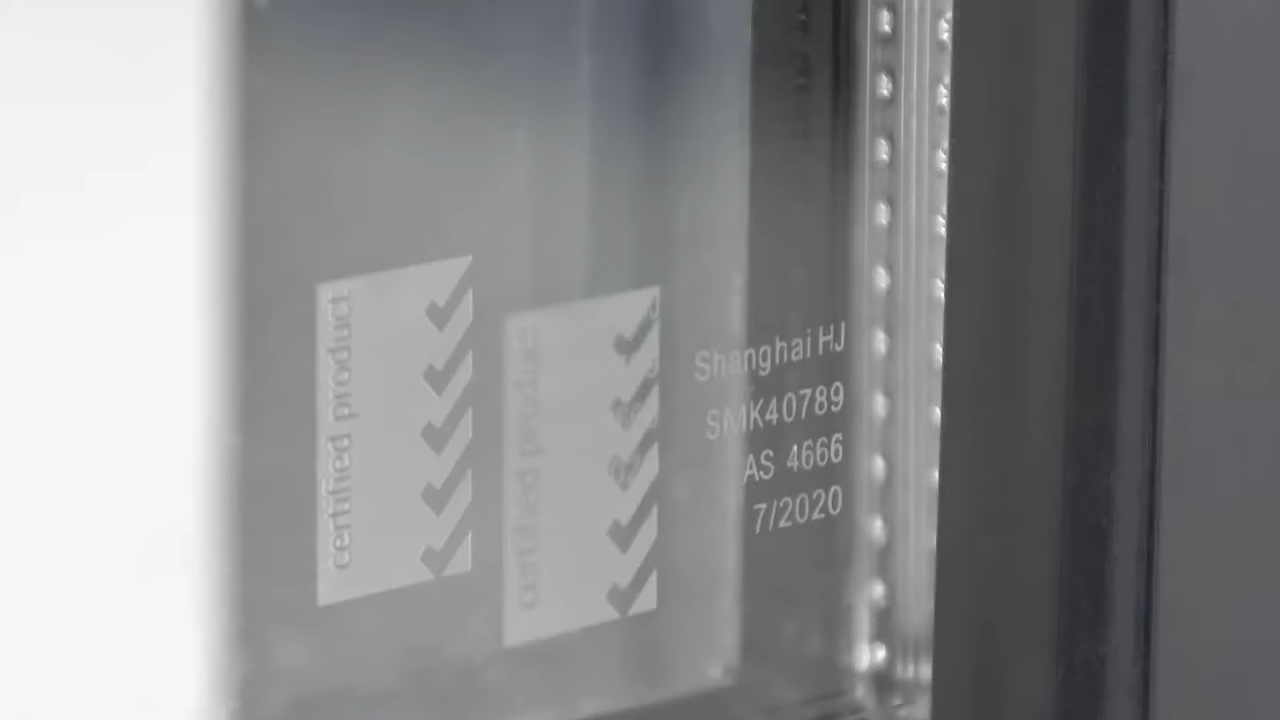 certified product
certified product
Shanghai HJ
SMK40789
AS 4666
7/2020